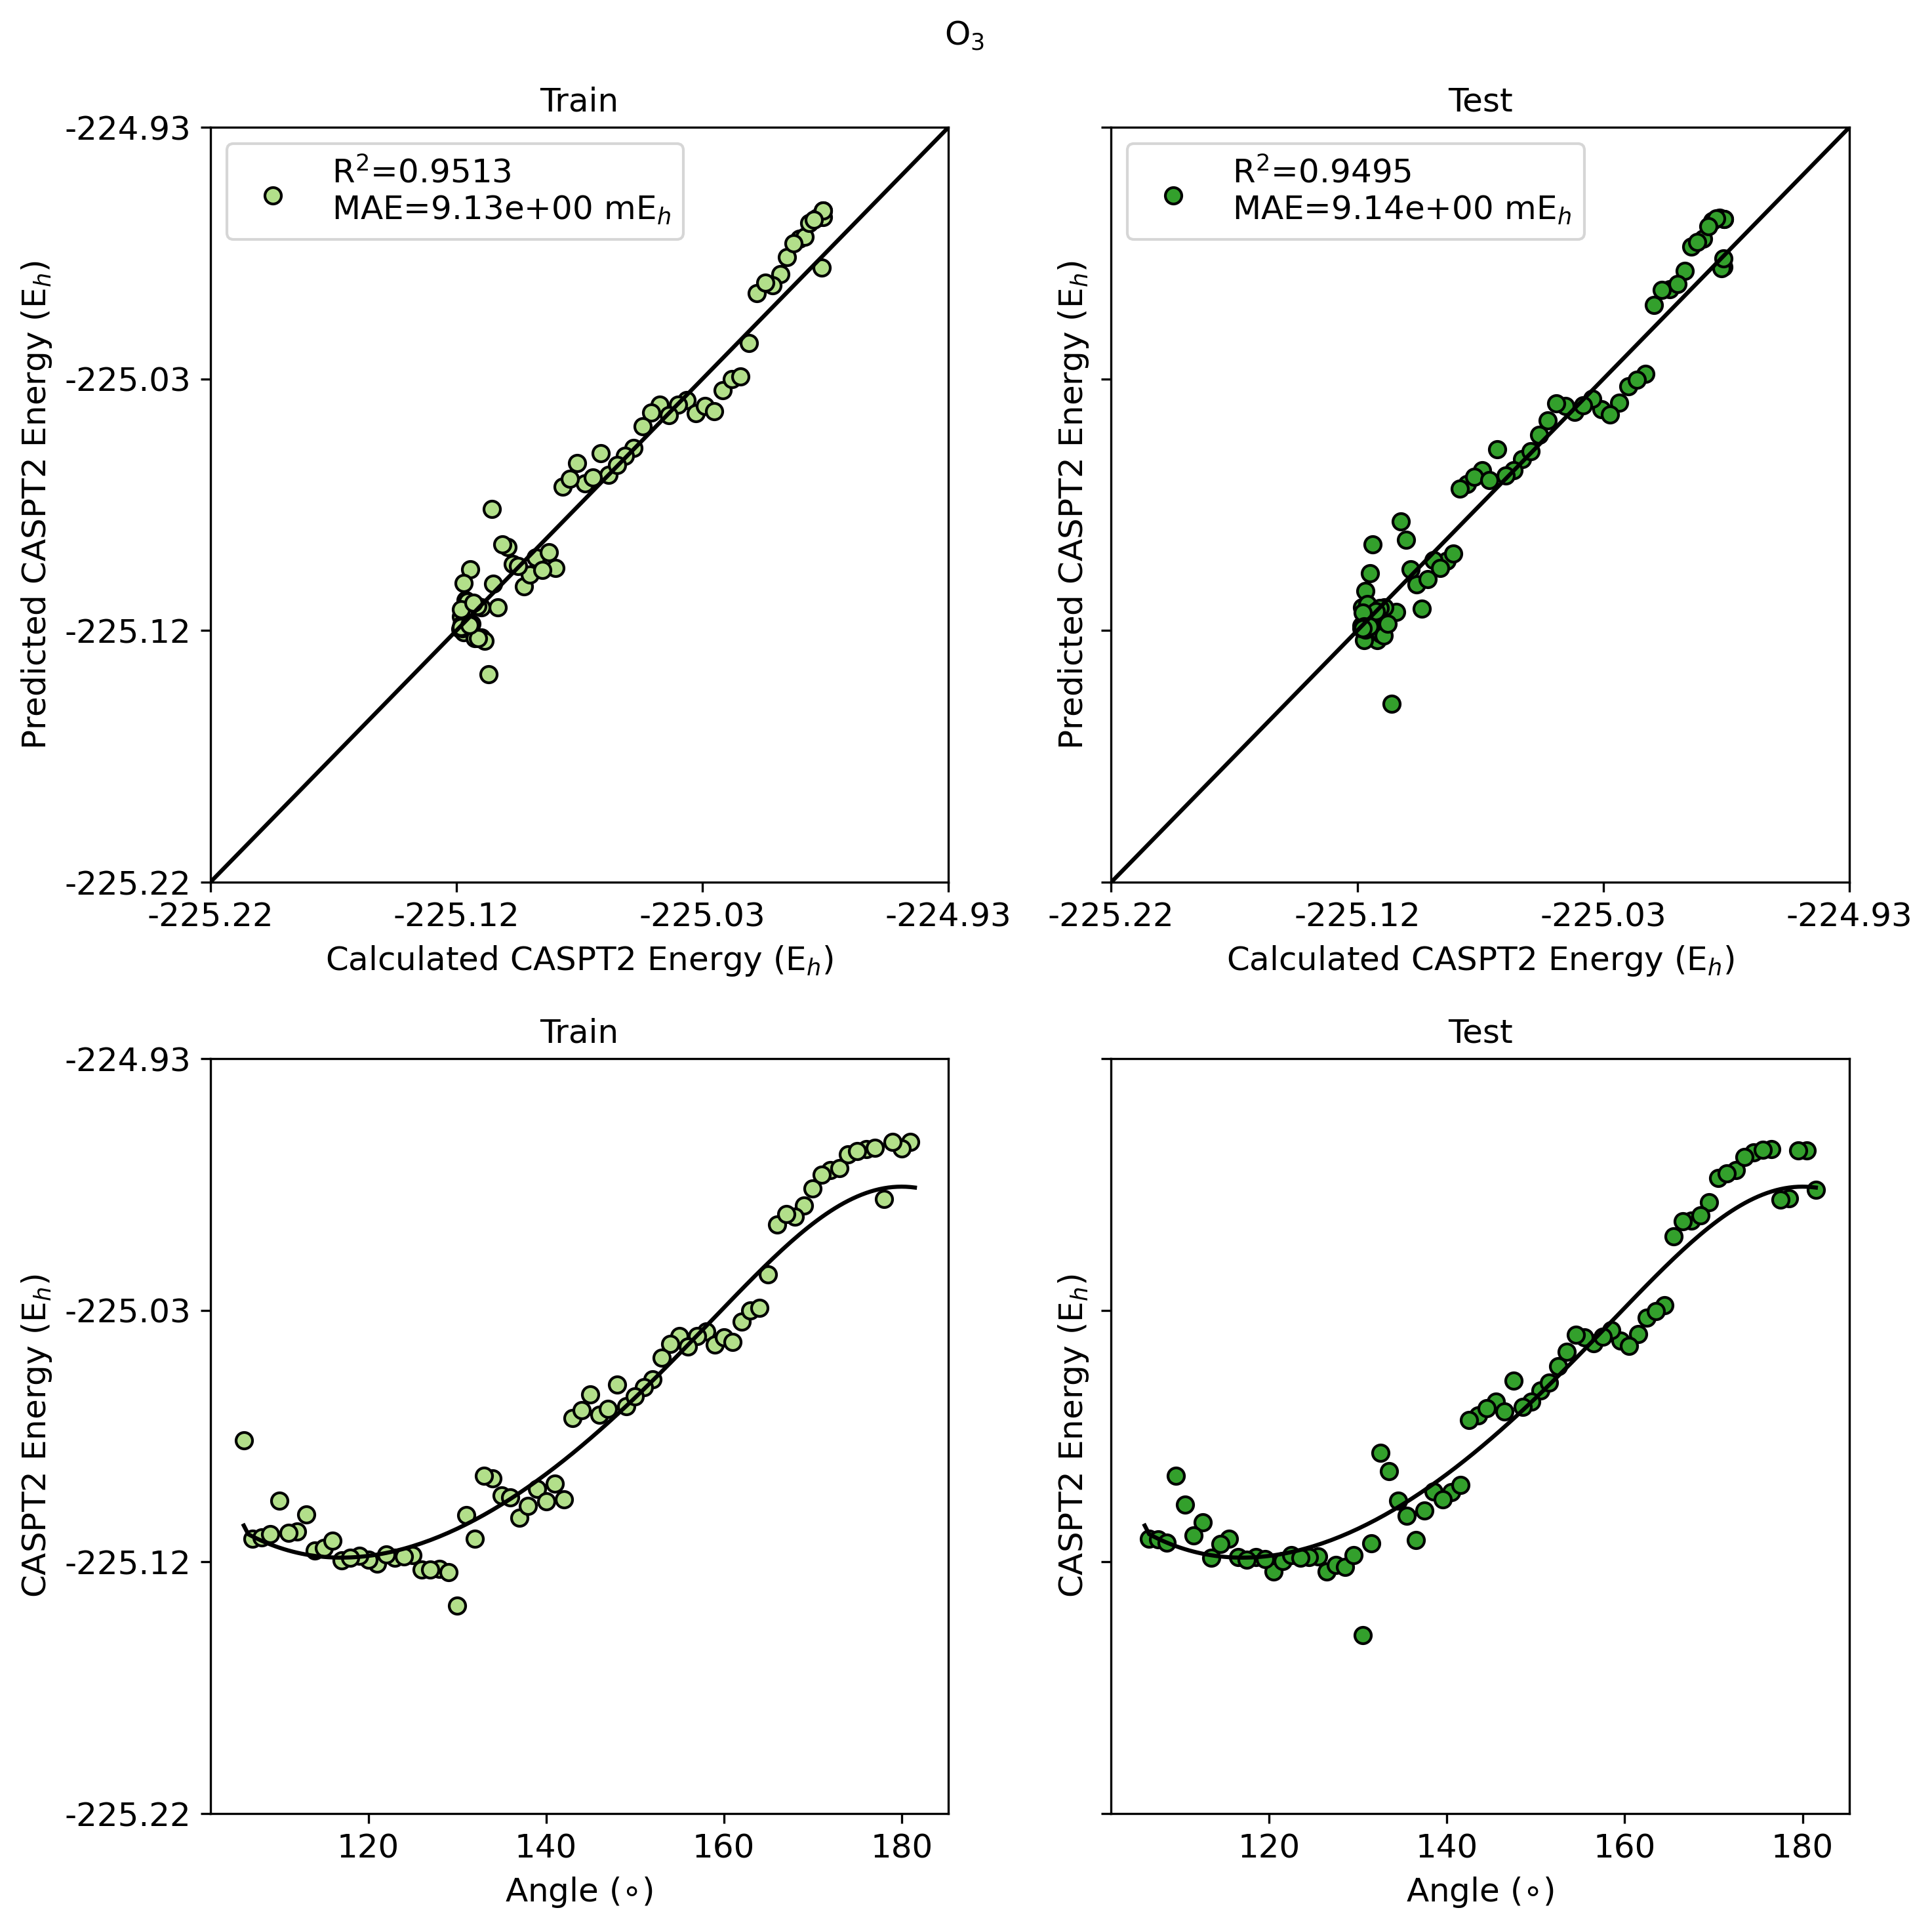 O₃
Train
Test
R²=0.9513
MAE=9.13e+00 mEₕ
R²=0.9495
MAE=9.14e+00 mEₕ
-224.93
-225.03
-225.12
-225.22
Predicted CASPT2 Energy (Eₕ)
Predicted CASPT2 Energy (Eₕ)
-225.22 -225.12 -225.03 -224.93
-225.22 -225.12 -225.03 -224.93
Calculated CASPT2 Energy (Eₕ)
Calculated CASPT2 Energy (Eₕ)
Train
Test
-224.93
-225.03
-225.12
-225.22
CASPT2 Energy (Eₕ)
CASPT2 Energy (Eₕ)
120 140 160 180
120 140 160 180
Angle (∘)
Angle (∘)